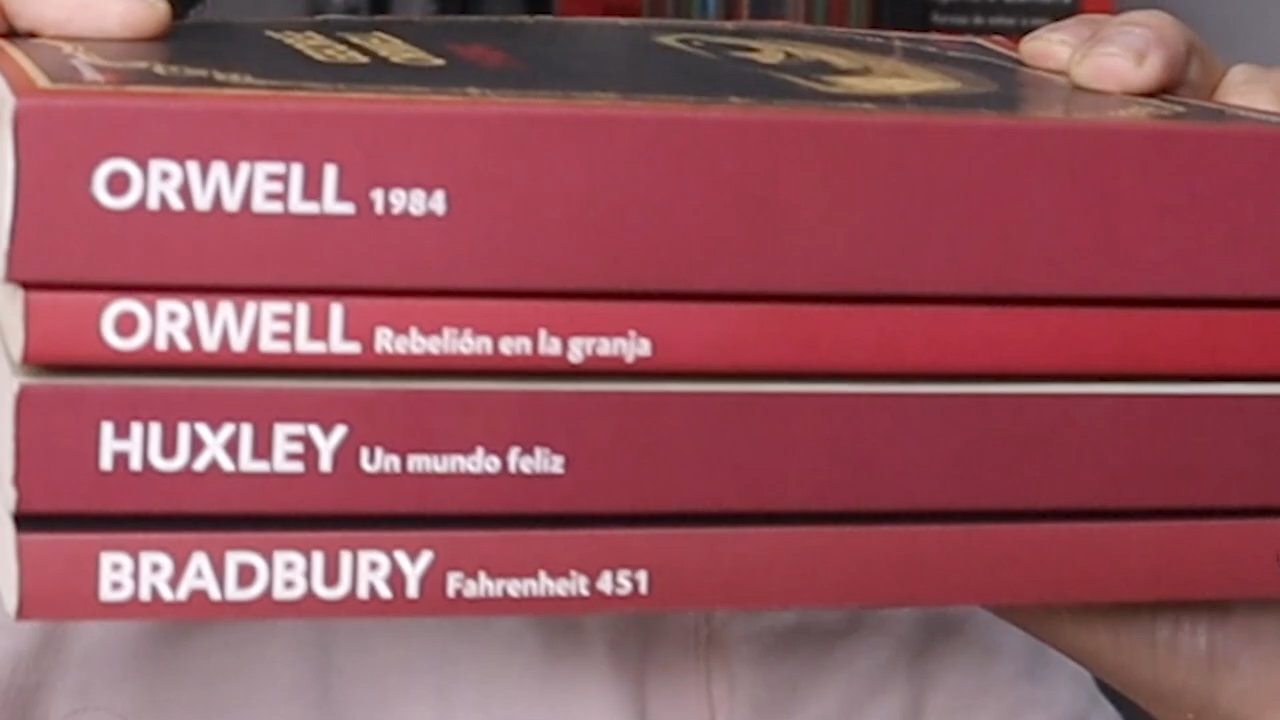 ORWELL 1984
ORWELL Rebelión en la granja
HUXLEY Un mundo feliz
BRADBURY Fahrenheit 451